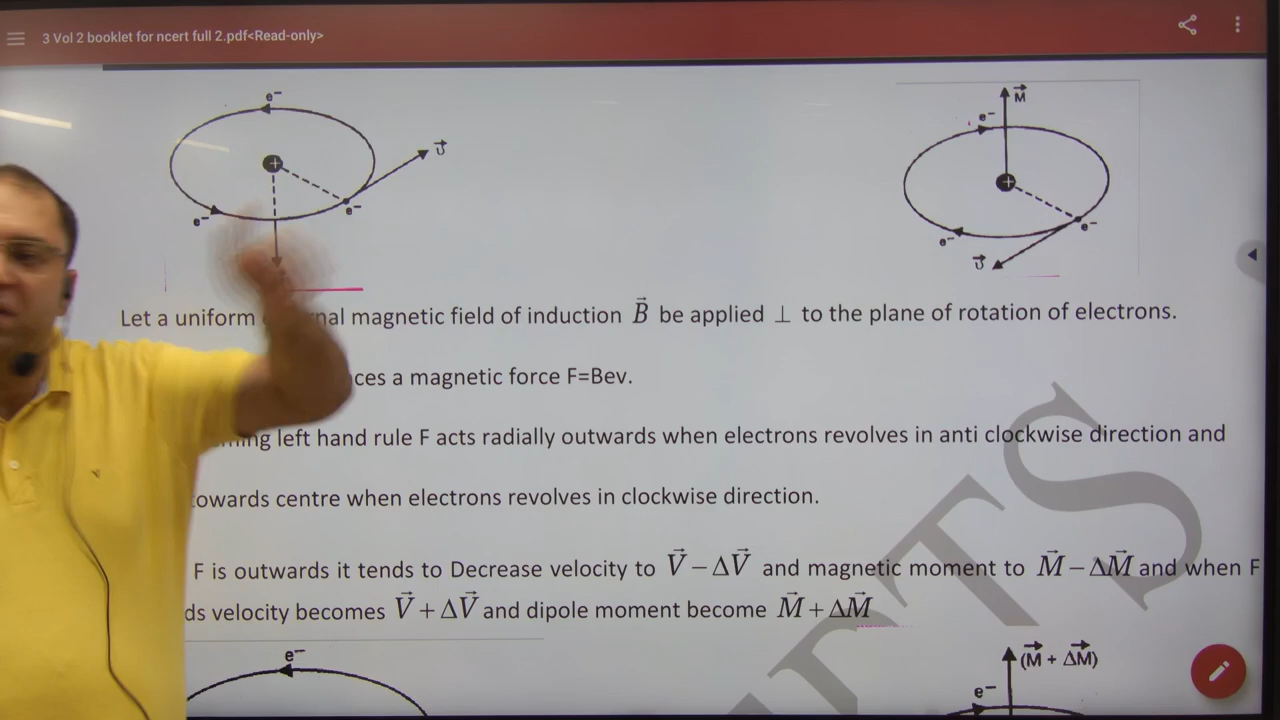 3 Vol 2 booklet for ncert full 2.pdf<Read-only>
e⁻
V⃗
e⁻
e⁻
M⃗
e⁻
e⁻
e⁻
V⃗
Let a uniform nal magnetic field of induction B⃗ be applied ⊥ to the plane of rotation of electrons.
ces a magnetic force F=Bev.
ming left hand rule F acts radially outwards when electrons revolves in anti clockwise direction and
towards centre when electrons revolves in clockwise direction.
F is outwards it tends to Decrease velocity to V⃗ − ΔV⃗ and magnetic moment to M⃗ − ΔM⃗ and when F
ds velocity becomes V⃗ + ΔV⃗ and dipole moment become M⃗ + ΔM⃗
e⁻
(M⃗ + ΔM⃗)
e⁻